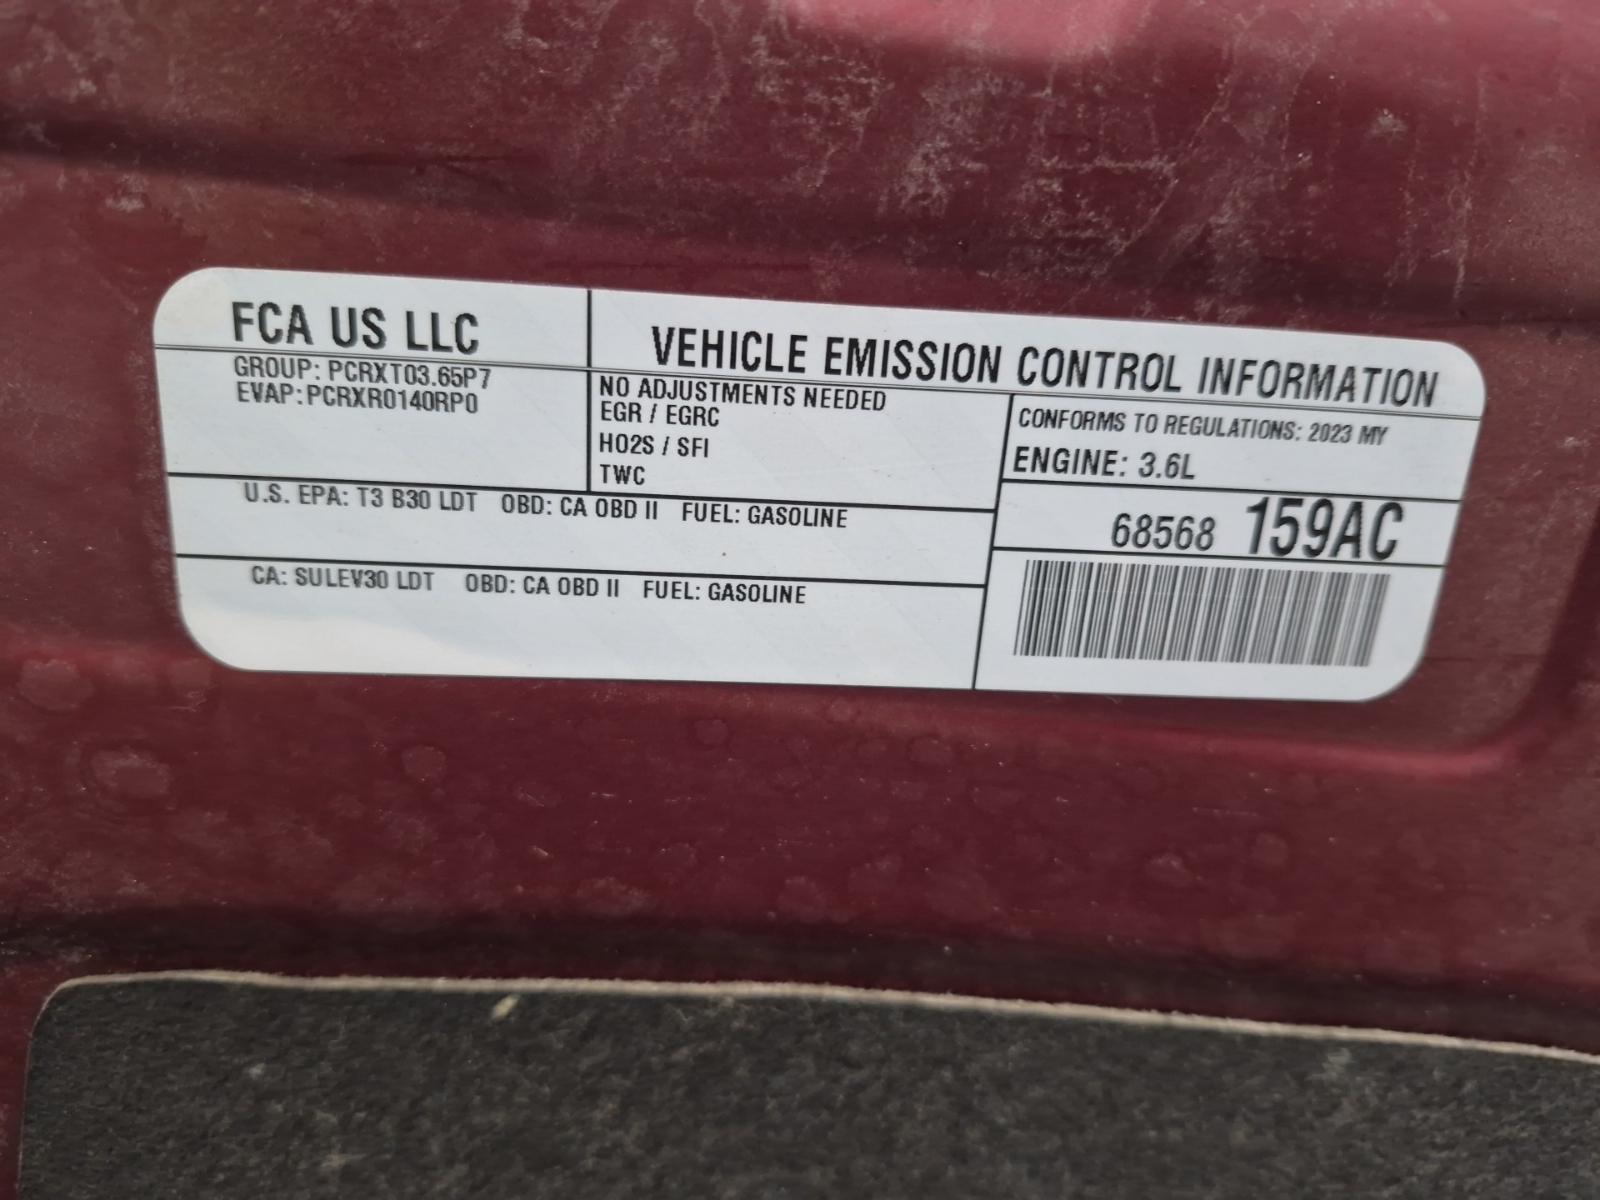 FCA US LLC
VEHICLE EMISSION CONTROL INFORMATION
GROUP: PCRXT03.65P7
EVAP: PCRXR0140RP0
NO ADJUSTMENTS NEEDED
EGR / EGRC
HO2S / SFI
TWC
CONFORMS TO REGULATIONS: 2023 MY
ENGINE: 3.6L
U.S. EPA: T3 B30 LDT OBD: CA OBD II FUEL: GASOLINE
68568 159AC
CA: SULEV30 LDT OBD: CA OBD II FUEL: GASOLINE